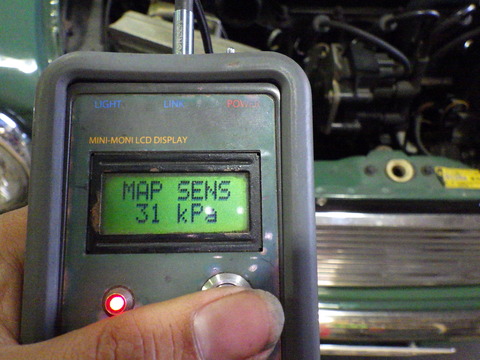 LIGHT LINK POWER
MINI-MONI LCD DISPLAY
MAP SENS
31 kPa